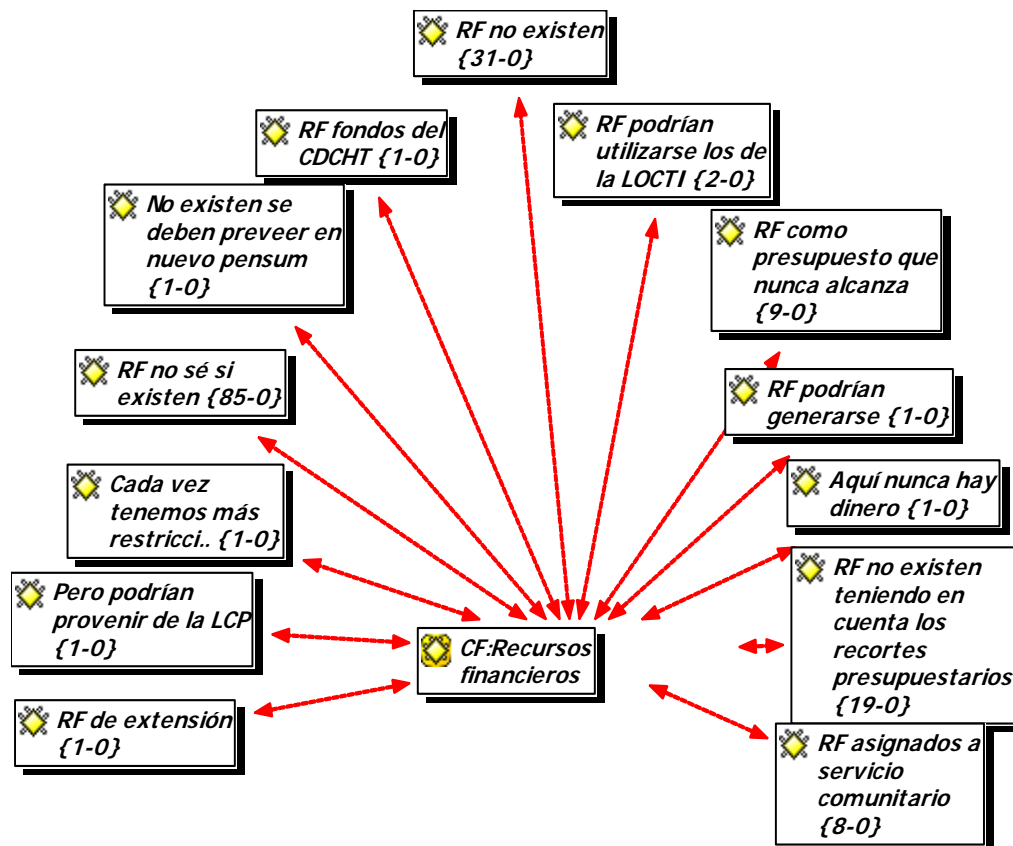 RF no existen
{31-0}
RF fondos del
CDCHT {1-0}
RF podrían
utilizarse los de
la LOCTI {2-0}
No existen se
deben preveer en
nuevo pensum
{1-0}
RF como
presupuesto que
nunca alcanza
{9-0}
RF no sé si
existen {85-0}
RF podrían
generarse {1-0}
Cada vez
tenemos más
restricci.. {1-0}
Aquí nunca hay
dinero {1-0}
Pero podrían
provenir de la LCP
{1-0}
RF no existen
teniendo en
cuenta los
recortes
presupuestarios
{19-0}
CF:Recursos
financieros
RF de extensión
{1-0}
RF asignados a
servicio
comunitario
{8-0}